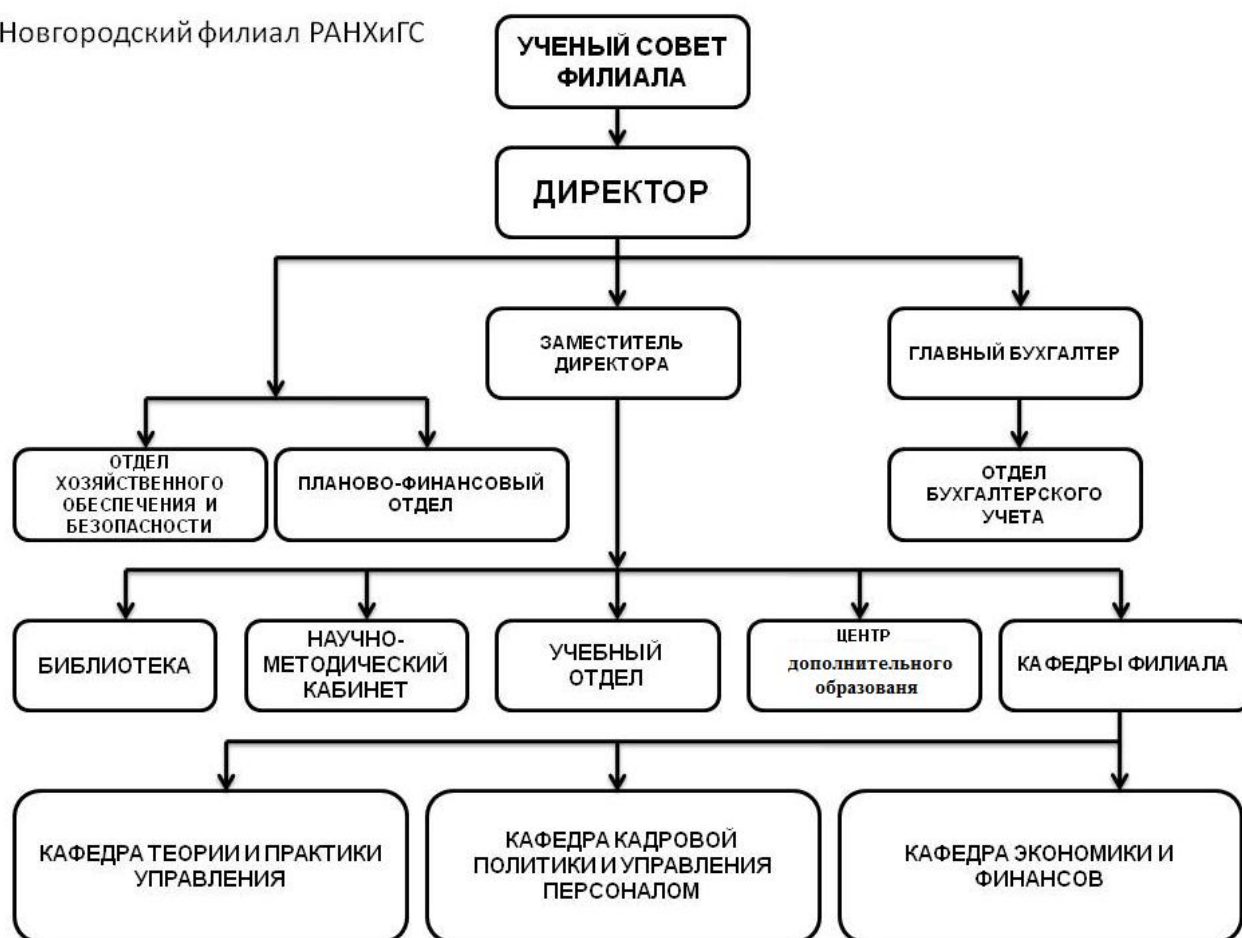 Новгородский филиал РАНХиГС
УЧЕНЫЙ СОВЕТ
ФИЛИАЛА
ДИРЕКТОР
ЗАМЕСТИТЕЛЬ
ДИРЕКТОРА
ГЛАВНЫЙ БУХГАЛТЕР
ОТДЕЛ
ХОЗЯЙСТВЕННОГО
ОБЕСПЕЧЕНИЯ И
БЕЗОПАСНОСТИ
ПЛАНОВО-ФИНАНСОВЫЙ
ОТДЕЛ
ОТДЕЛ
БУХГАЛТЕРСКОГО
УЧЕТА
БИБЛИОТЕКА
НАУЧНО-
МЕТОДИЧЕСКИЙ
КАБИНЕТ
УЧЕБНЫЙ
ОТДЕЛ
ЦЕНТР
дополнительного
образованя
КАФЕДРЫ ФИЛИАЛА
КАФЕДРА ТЕОРИИ И ПРАКТИКИ
УПРАВЛЕНИЯ
КАФЕДРА КАДРОВОЙ
ПОЛИТИКИ И УПРАВЛЕНИЯ
ПЕРСОНАЛОМ
КАФЕДРА ЭКОНОМИКИ И
ФИНАНСОВ